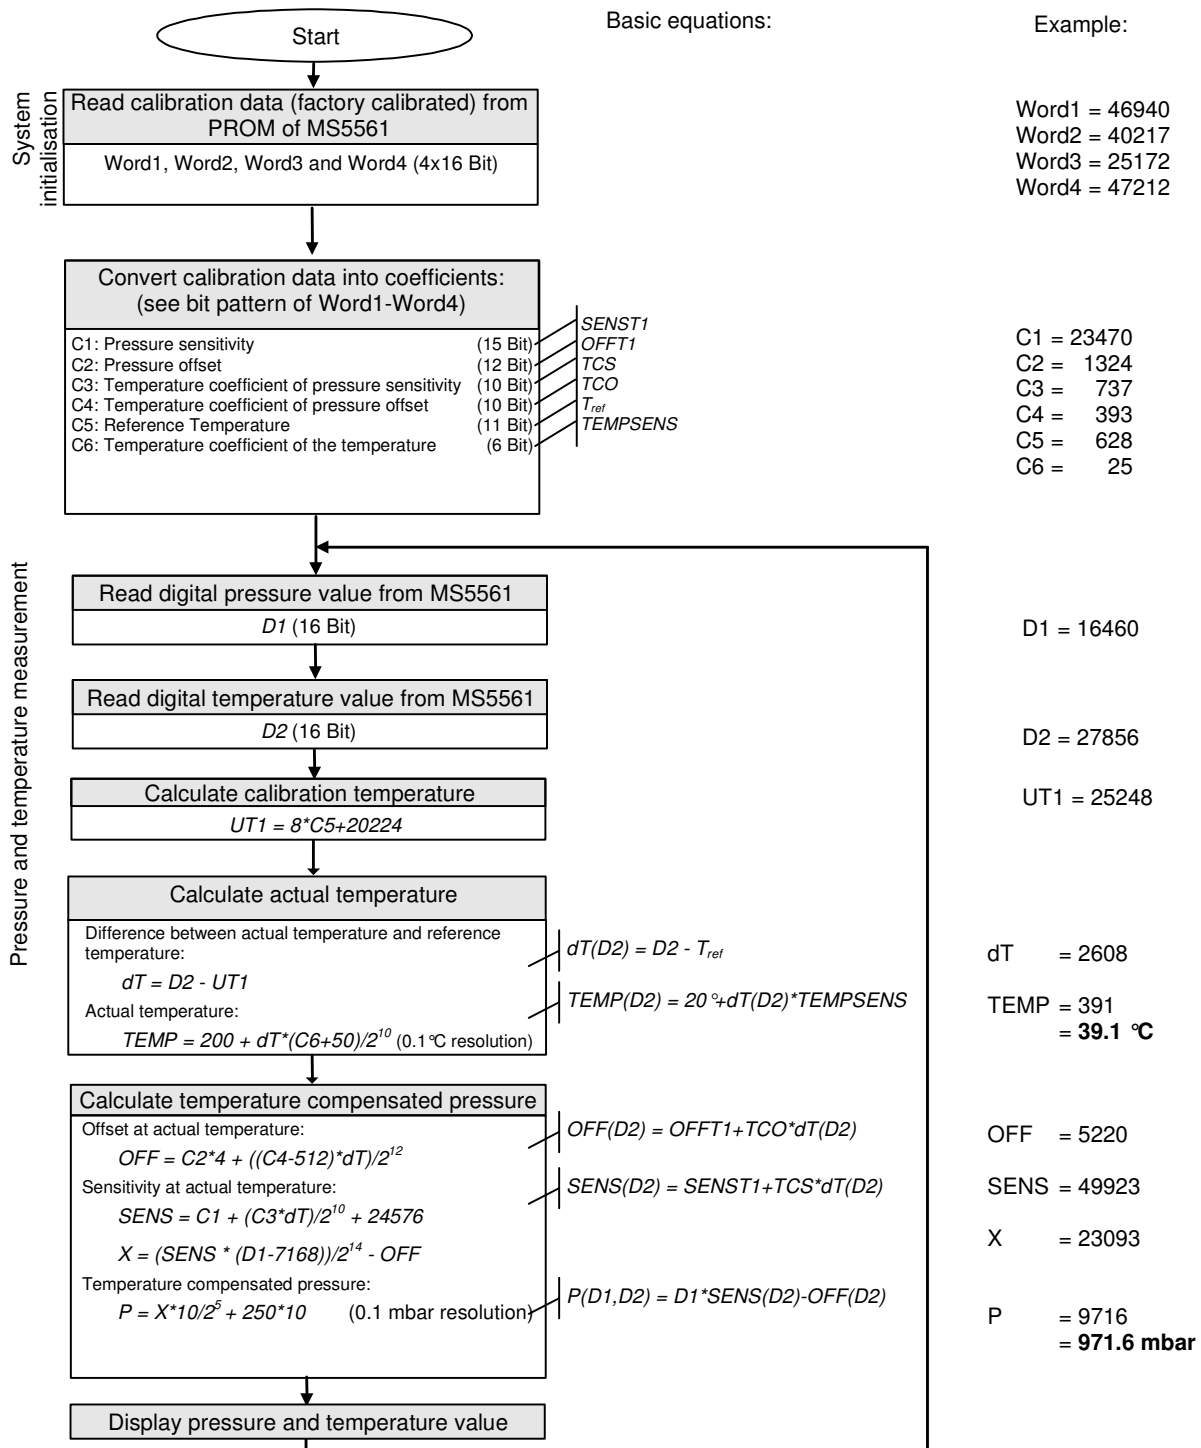 Start
Basic equations:
Example:
System
initialisation
Read calibration data (factory calibrated) from
PROM of MS5561
Word1, Word2, Word3 and Word4 (4x16 Bit)
Word1 = 46940
Word2 = 40217
Word3 = 25172
Word4 = 47212
Convert calibration data into coefficients:
(see bit pattern of Word1-Word4)
C1: Pressure sensitivity (15 Bit)
C2: Pressure offset (12 Bit)
C3: Temperature coefficient of pressure sensitivity (10 Bit)
C4: Temperature coefficient of pressure offset (10 Bit)
C5: Reference Temperature (11 Bit)
C6: Temperature coefficient of the temperature (6 Bit)
SENST1
OFFT1
TCS
TCO
Tref
TEMPSENS
C1 = 23470
C2 = 1324
C3 = 737
C4 = 393
C5 = 628
C6 = 25
Pressure and temperature measurement
Read digital pressure value from MS5561
D1 (16 Bit)
D1 = 16460
Read digital temperature value from MS5561
D2 (16 Bit)
D2 = 27856
Calculate calibration temperature
UT1 = 8*C5+20224
UT1 = 25248
Calculate actual temperature
Difference between actual temperature and reference
temperature:
dT = D2 - UT1
Actual temperature:
TEMP = 200 + dT*(C6+50)/2^10 (0.1°C resolution)
dT(D2) = D2 - Tref
TEMP(D2) = 20°+dT(D2)*TEMPSENS
dT = 2608
TEMP = 391
= 39.1 °C
Calculate temperature compensated pressure
Offset at actual temperature:
OFF = C2*4 + ((C4-512)*dT)/2^12
Sensitivity at actual temperature:
SENS = C1 + (C3*dT)/2^10 + 24576
X = (SENS * (D1-7168))/2^14 - OFF
Temperature compensated pressure:
P = X*10/2^5 + 250*10 (0.1 mbar resolution)
OFF(D2) = OFFT1+TCO*dT(D2)
SENS(D2) = SENST1+TCS*dT(D2)
P(D1,D2) = D1*SENS(D2)-OFF(D2)
OFF = 5220
SENS = 49923
X = 23093
P = 9716
= 971.6 mbar
Display pressure and temperature value